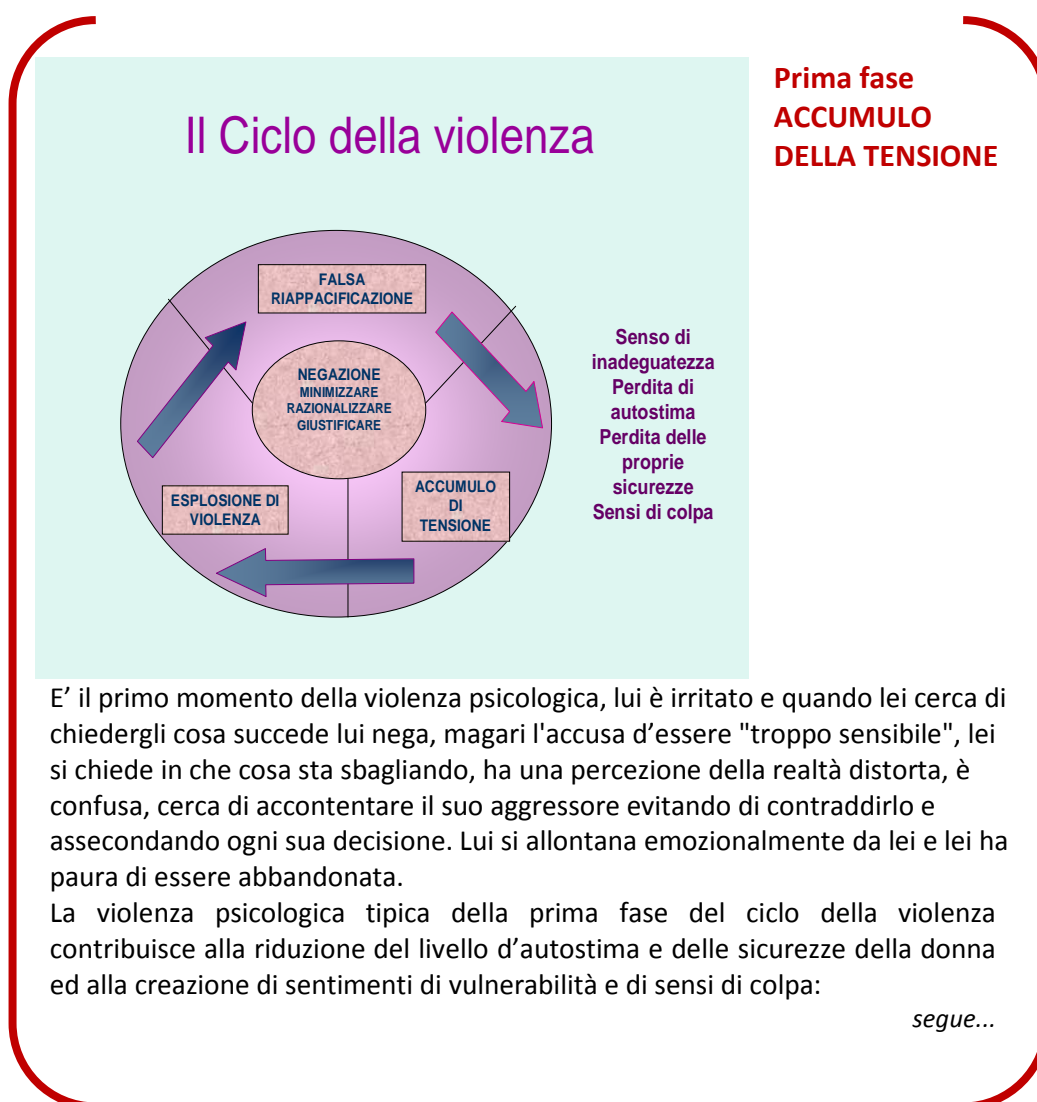 Prima fase
ACCUMULO
DELLA TENSIONE
Il Ciclo della violenza
FALSA
RIAPPACIFICAZIONE
NEGAZIONE
MINIMIZZARE
RAZIONALIZZARE
GIUSTIFICARE
ESPLOSIONE DI
VIOLENZA
ACCUMULO
DI
TENSIONE
Senso di
inadeguatezza
Perdita di
autostima
Perdita delle
proprie
sicurezze
Sensi di colpa
E’ il primo momento della violenza psicologica, lui è irritato e quando lei cerca di
chiedergli cosa succede lui nega, magari l'accusa d’essere "troppo sensibile", lei
si chiede in che cosa sta sbagliando, ha una percezione della realtà distorta, è
confusa, cerca di accontentare il suo aggressore evitando di contraddirlo e
assecondando ogni sua decisione. Lui si allontana emozionalmente da lei e lei ha
paura di essere abbandonata.
La violenza psicologica tipica della prima fase del ciclo della violenza
contribuisce alla riduzione del livello d’autostima e delle sicurezze della donna
ed alla creazione di sentimenti di vulnerabilità e di sensi di colpa:
segue...